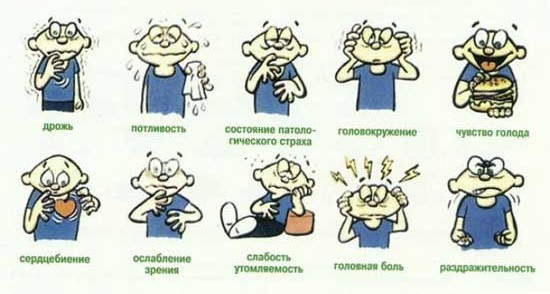 дрожь
потливость
состояние патоло-
гического страха
головокружение
чувство голода
сердцебиение
ослабление
зрения
слабость
утомляемость
головная боль
раздражительность